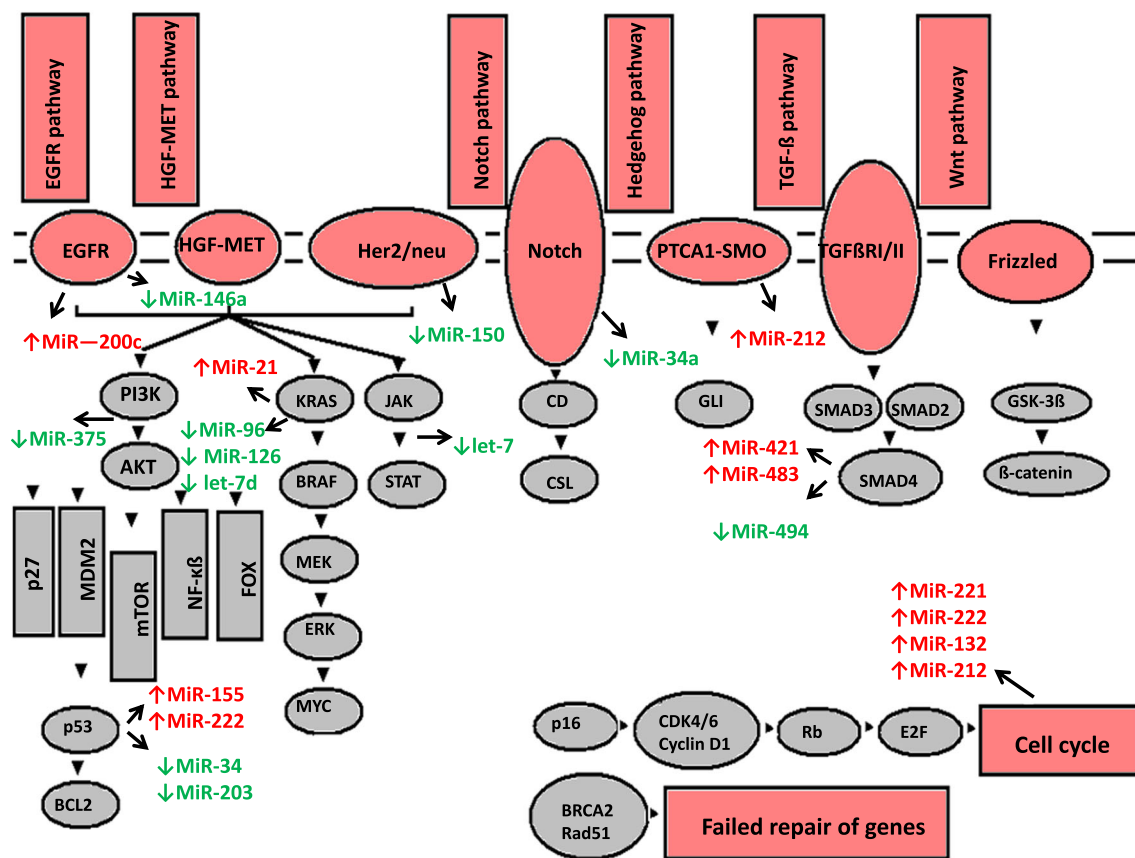 EGFR pathway
HGF-MET pathway
Notch pathway
Hedgehog pathway
TGF-ß pathway
Wnt pathway
EGFR
HGF-MET
Her2/neu
Notch
PTCA1-SMO
TGFßRI/II
Frizzled
↓MiR-146a
↑MiR—200c
↓MiR-150
↑MiR-212
↓MiR-34a
↑MiR-21
PI3K
KRAS
JAK
CD
GLI
SMAD3
SMAD2
GSK-3ß
↓MiR-375
↓MiR-96
↓MiR-126
↓let-7d
↓let-7
↑MiR-421
↑MiR-483
AKT
BRAF
STAT
CSL
SMAD4
ß-catenin
↓MiR-494
p27
MDM2
mTOR
NF-κß
FOX
MEK
ERK
MYC
↑MiR-155
↑MiR-222
p53
↓MiR-34
↓MiR-203
BCL2
↑MiR-221
↑MiR-222
↑MiR-132
↑MiR-212
p16
CDK4/6
Cyclin D1
Rb
E2F
Cell cycle
BRCA2
Rad51
Failed repair of genes